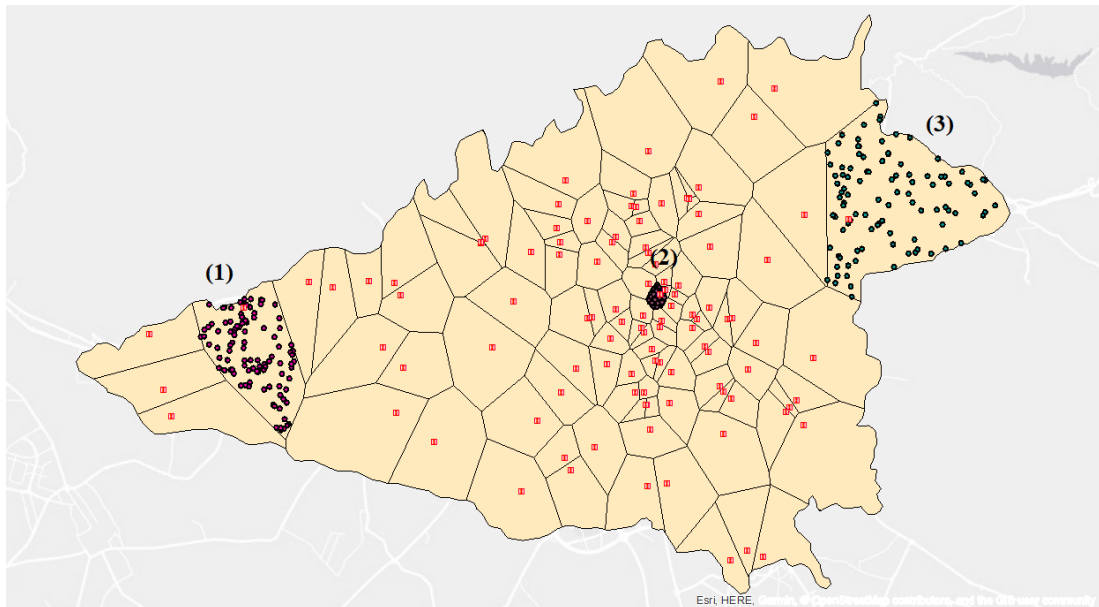 (3)
(2)
(1)
Esri, HERE, Garmin, © OpenStreetMap contributors, and the GIS user community